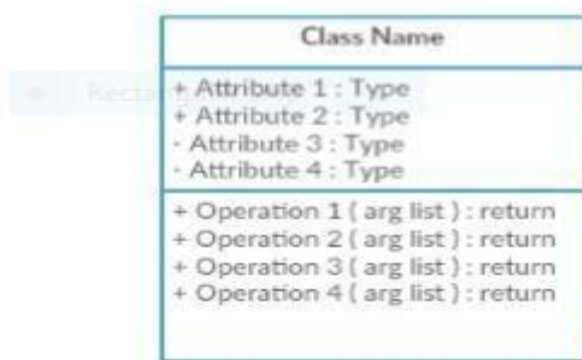 Class Name
+ Attribute 1 : Type
+ Attribute 2 : Type
- Attribute 3 : Type
- Attribute 4 : Type
+ Operation 1 ( arg list ) : return
+ Operation 2 ( arg list ) : return
+ Operation 3 ( arg list ) : return
+ Operation 4 ( arg list ) : return